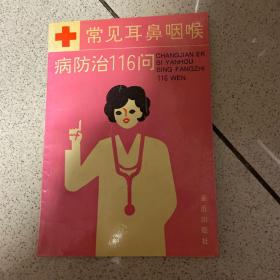 常见耳鼻咽喉
病防治116问
CHANGJIAN ER
BI YANHOU
BING FANGZHI
116 WEN
金盾出版社